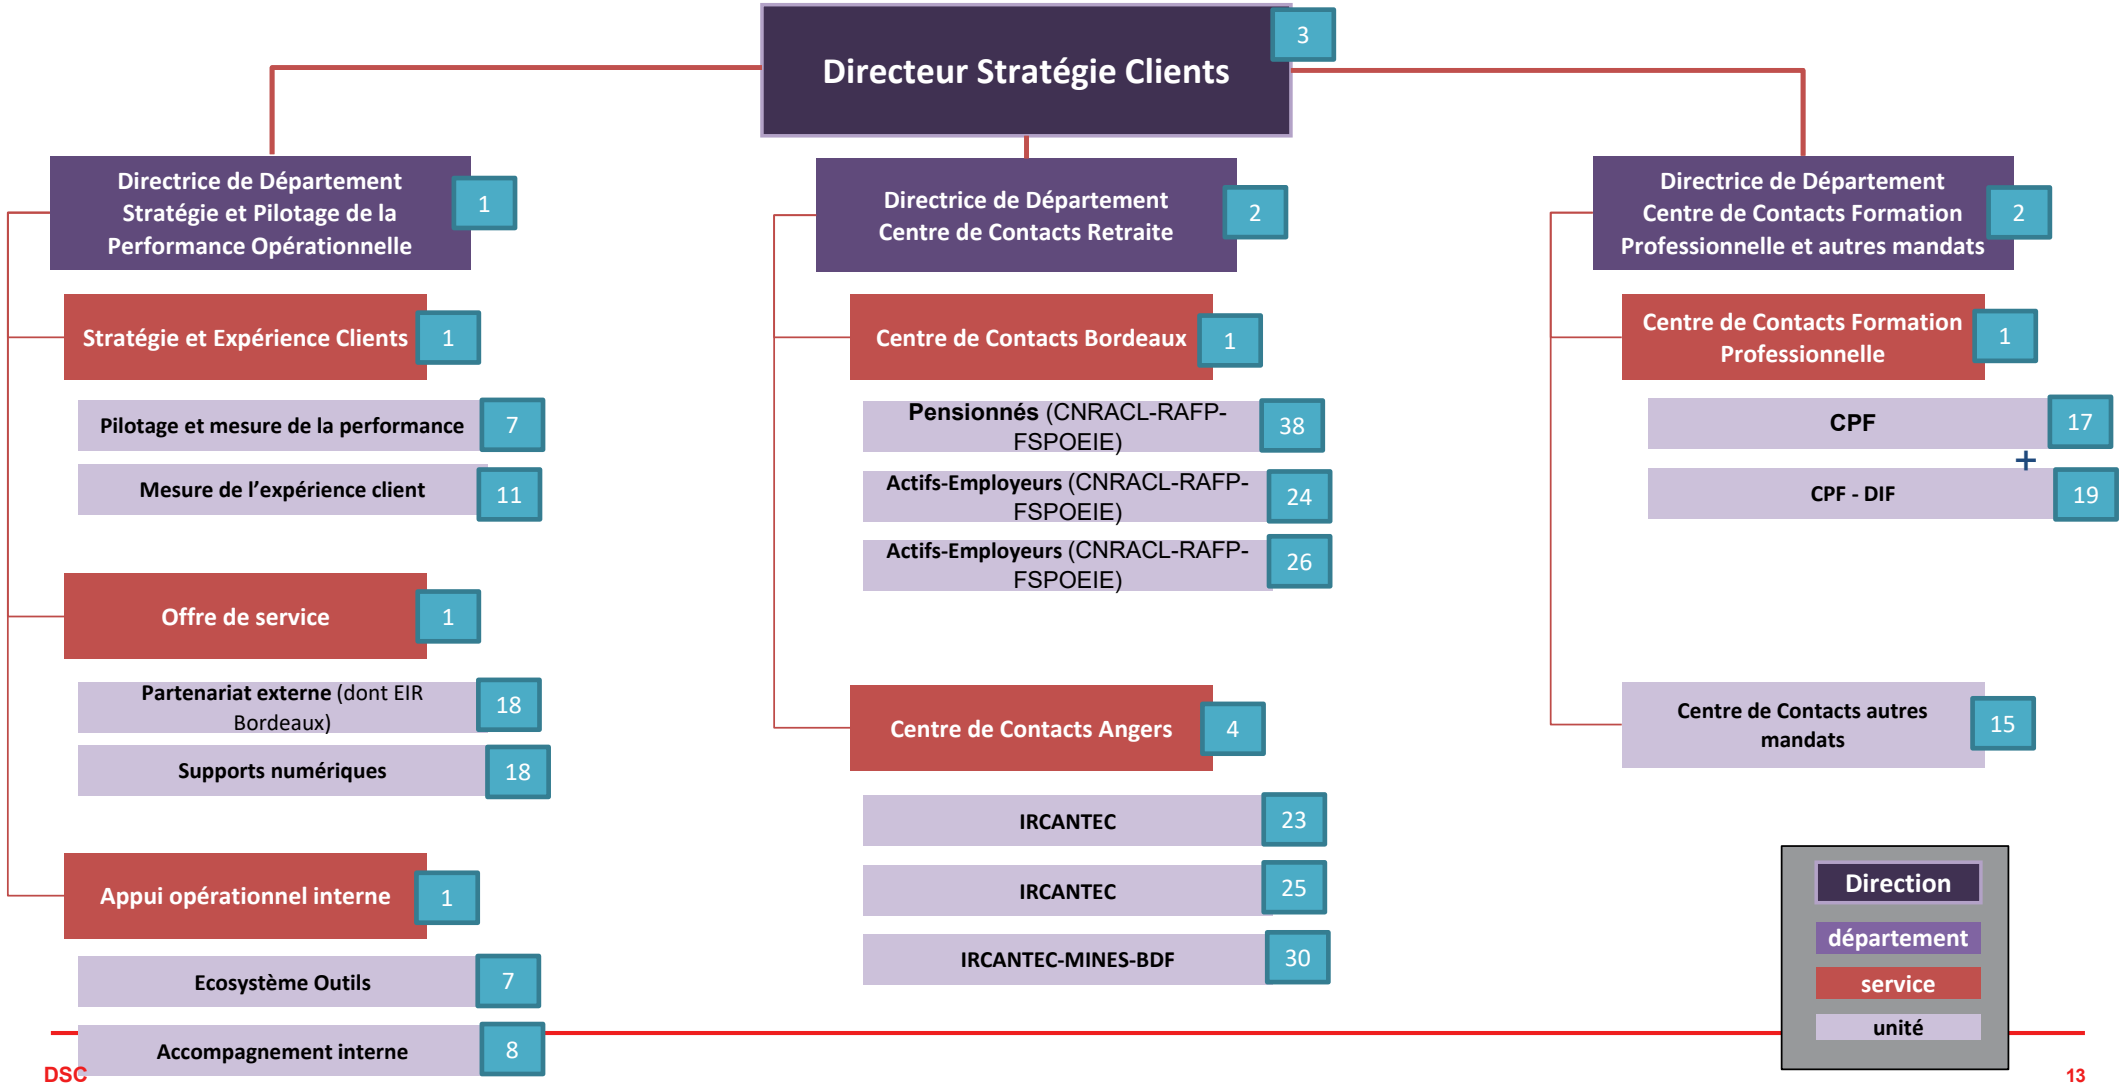 Directeur Stratégie Clients
3
Directrice de Département
Stratégie et Pilotage de la
Performance Opérationnelle
1
Stratégie et Expérience Clients
1
Pilotage et mesure de la performance
7
Mesure de l’expérience client
11
Offre de service
1
Partenariat externe (dont EIR
Bordeaux)
18
Supports numériques
18
Appui opérationnel interne
1
Ecosystème Outils
7
Accompagnement interne
8
Directrice de Département
Centre de Contacts Retraite
2
Centre de Contacts Bordeaux
1
Pensionnés (CNRACL-RAFP-
FSPOEIE)
38
Actifs-Employeurs (CNRACL-RAFP-
FSPOEIE)
24
Actifs-Employeurs (CNRACL-RAFP-
FSPOEIE)
26
Centre de Contacts Angers
4
IRCANTEC
23
IRCANTEC
25
IRCANTEC-MINES-BDF
30
Directrice de Département
Centre de Contacts Formation
Professionnelle et autres mandats
2
Centre de Contacts Formation
Professionnelle
1
CPF
17
+
CPF - DIF
19
Centre de Contacts autres
mandats
15
Direction
département
service
unité
DSC
13